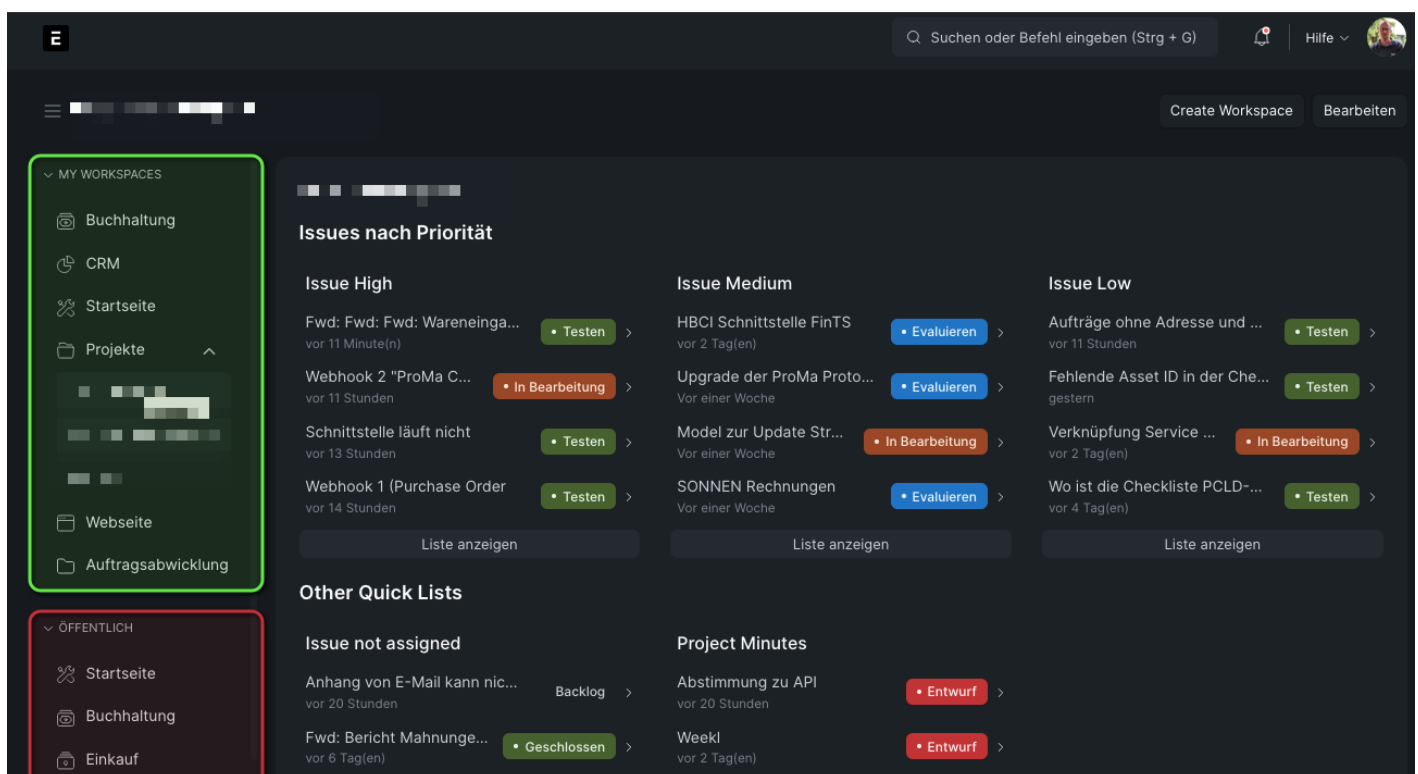 E
Suchen oder Befehl eingeben (Strg + G)
Hilfe
Create Workspace
Bearbeiten
MY WORKSPACES
Buchhaltung
CRM
Startseite
Projekte
Webseite
Auftragsabwicklung
ÖFFENTLICH
Startseite
Buchhaltung
Einkauf
Issues nach Priorität
Issue High
Fwd: Fwd: Fwd: Wareneinga...
• Testen
vor 11 Minute(n)
Webhook 2 "ProMa C...
• In Bearbeitung
vor 11 Stunden
Schnittstelle läuft nicht
• Testen
vor 13 Stunden
Webhook 1 (Purchase Order
• Testen
vor 14 Stunden
Liste anzeigen
Issue Medium
HBCI Schnittstelle FinTS
• Evaluieren
vor 2 Tag(en)
Upgrade der ProMa Proto...
• Evaluieren
Vor einer Woche
Model zur Update Str...
• In Bearbeitung
Vor einer Woche
SONNEN Rechnungen
• Evaluieren
Vor einer Woche
Liste anzeigen
Issue Low
Aufträge ohne Adresse und ...
• Testen
vor 11 Stunden
Fehlende Asset ID in der Che...
• Testen
gestern
Verknüpfung Service ...
• In Bearbeitung
vor 2 Tag(en)
Wo ist die Checkliste PCLD-...
• Testen
vor 4 Tag(en)
Liste anzeigen
Other Quick Lists
Issue not assigned
Anhang von E-Mail kann nic...
Backlog
vor 20 Stunden
Fwd: Bericht Mahnunge...
• Geschlossen
vor 6 Tag(en)
Project Minutes
Abstimmung zu API
• Entwurf
vor 20 Stunden
Weekl
• Entwurf
vor 2 Tag(en)